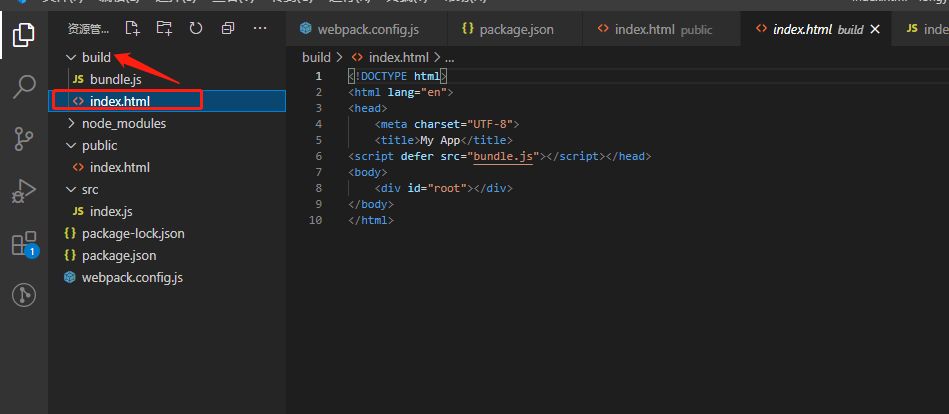 资源管...
webpack.config.js
package.json
index.html public
index.html build
inde
build
build > index.html > ...
bundle.js
index.html
node_modules
public
index.html
src
index.js
package-lock.json
package.json
webpack.config.js
1
1 <!DOCTYPE html>
2 <html lang="en">
3 <head>
4 <meta charset="UTF-8">
5 <title>My App</title>
6 <script defer src="bundle.js"></script></head>
7 <body>
8 <div id="root"></div>
9 </body>
10 </html>